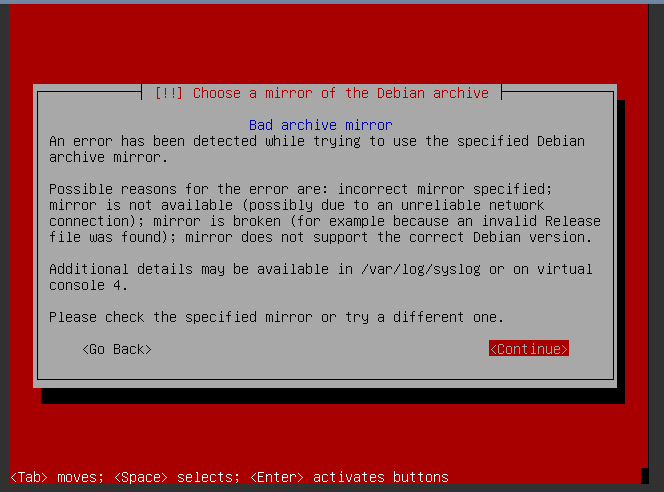 [!!] Choose a mirror of the Debian archive
Bad archive mirror
An error has been detected while trying to use the specified Debian
archive mirror.
Possible reasons for the error are: incorrect mirror specified;
mirror is not available (possibly due to an unreliable network
connection); mirror is broken (for example because an invalid Release
file was found); mirror does not support the correct Debian version.
Additional details may be available in /var/log/syslog or on virtual
console 4.
Please check the specified mirror or try a different one.
<Go Back> <Continue>
<Tab> moves; <Space> selects; <Enter> activates buttons